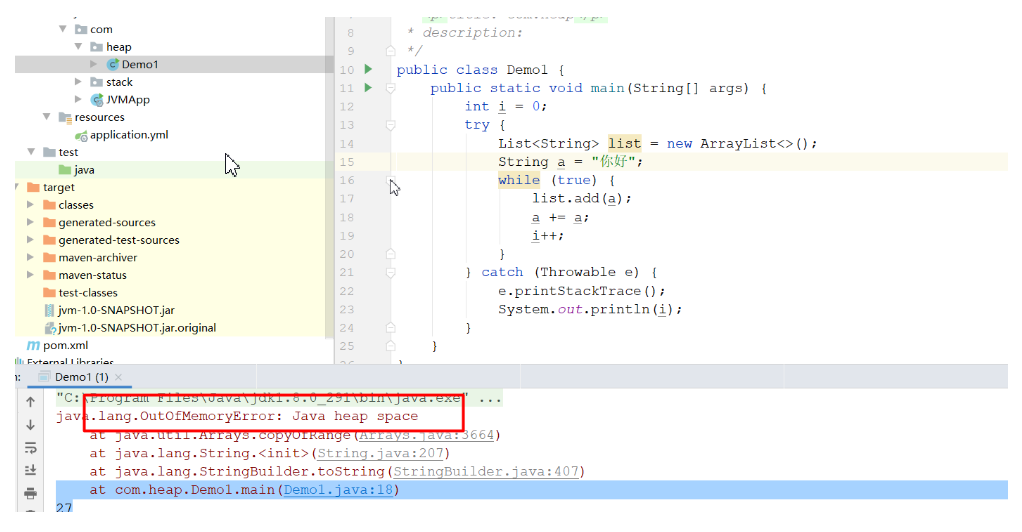 com
heap
Demo1
stack
JVMApp
resources
application.yml
test
java
target
classes
generated-sources
generated-test-sources
maven-archiver
maven-status
test-classes
jvm-1.0-SNAPSHOT.jar
jvm-1.0-SNAPSHOT.jar.original
pom.xml
External Libraries
8 * description:
9 */
10 public class Demo1 {
11 public static void main(String[] args) {
12 int i = 0;
13 try {
14 List<String> list = new ArrayList<>();
15 String a = "你好";
16 while (true) {
17 list.add(a);
18 a += a;
19 i++;
20 }
21 } catch (Throwable e) {
22 e.printStackTrace();
23 System.out.println(i);
24 }
25 }
26 }
Demo1 (1) ×
"C:\Program Files\Java\jdk1.8.0_291\bin\java.exe" ...
java.lang.OutOfMemoryError: Java heap space
at java.util.Arrays.copyOfRange(Arrays.java:3664)
at java.lang.String.<init>(String.java:207)
at java.lang.StringBuilder.toString(StringBuilder.java:407)
at com.heap.Demo1.main(Demo1.java:18)
27